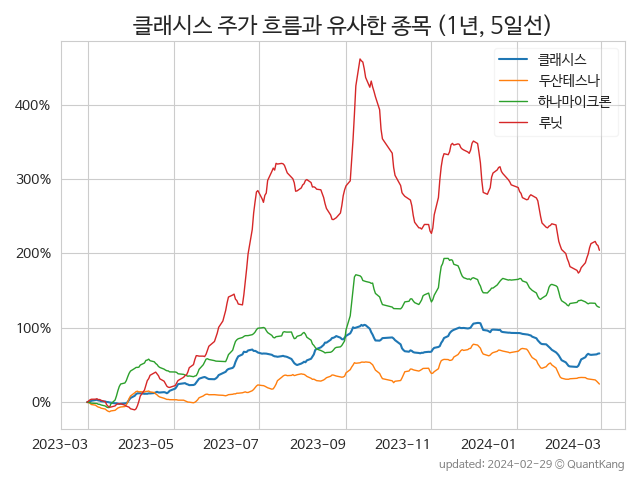 클래시스 주가 흐름과 유사한 종목 (1년, 5일선)
클래시스
두산테스나
하나마이크론
루닛
400%
300%
200%
100%
0%
2023-03 2023-05 2023-07 2023-09 2023-11 2024-01 2024-03
updated: 2024-02-29 © QuantKang